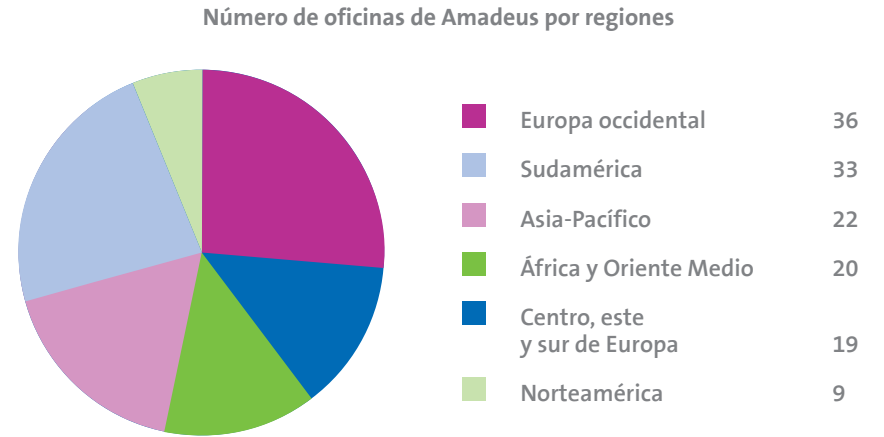 Número de oficinas de Amadeus por regiones
Europa occidental 36
Sudamérica 33
Asia-Pacífico 22
África y Oriente Medio 20
Centro, este
y sur de Europa 19
Norteamérica 9